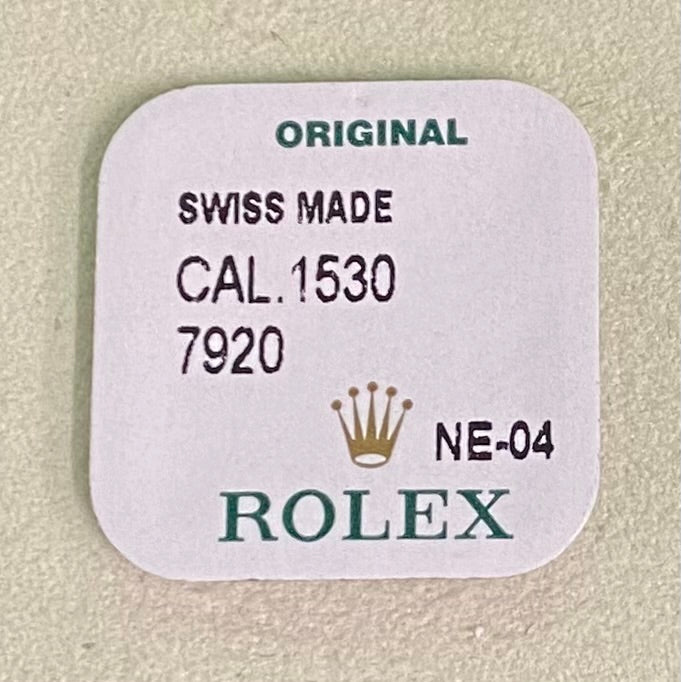 ORIGINAL
SWISS MADE
CAL.1530
7920
NE-04
ROLEX